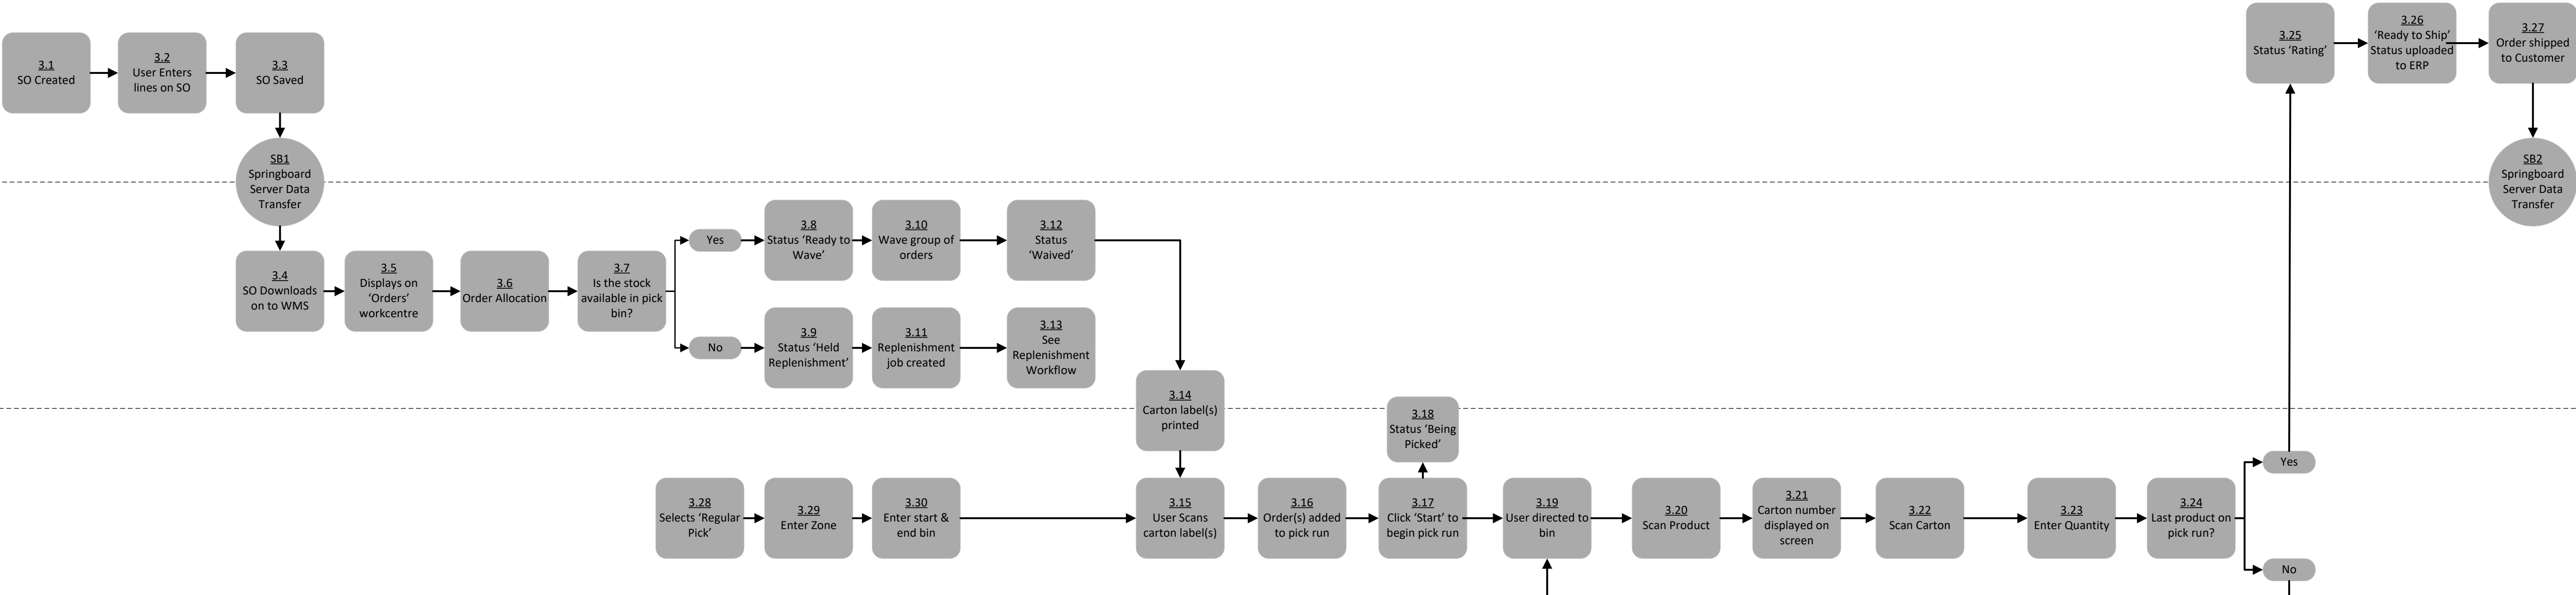 3.1
SO Created
3.2
User Enters
lines on SO
3.3
SO Saved
SB1
Springboard
Server Data
Transfer
3.4
SO Downloads
on to WMS
3.5
Displays on
‘Orders’
workcentre
3.6
Order Allocation
3.7
Is the stock
available in pick
bin?
Yes
3.8
Status ‘Ready to
Wave’
3.10
Wave group of
orders
3.12
Status
‘Waived’
No
3.9
Status ‘Held
Replenishment’
3.11
Replenishment
job created
3.13
See
Replenishment
Workflow
3.14
Carton label(s)
printed
3.28
Selects ‘Regular
Pick’
3.29
Enter Zone
3.30
Enter start &
end bin
3.15
User Scans
carton label(s)
3.16
Order(s) added
to pick run
3.17
Click ‘Start’ to
begin pick run
3.18
Status ‘Being
Picked’
3.19
User directed to
bin
3.20
Scan Product
3.21
Carton number
displayed on
screen
3.22
Scan Carton
3.23
Enter Quantity
3.24
Last product on
pick run?
Yes
No
3.25
Status ‘Rating’
3.26
‘Ready to Ship’
Status uploaded
to ERP
3.27
Order shipped
to Customer
SB2
Springboard
Server Data
Transfer